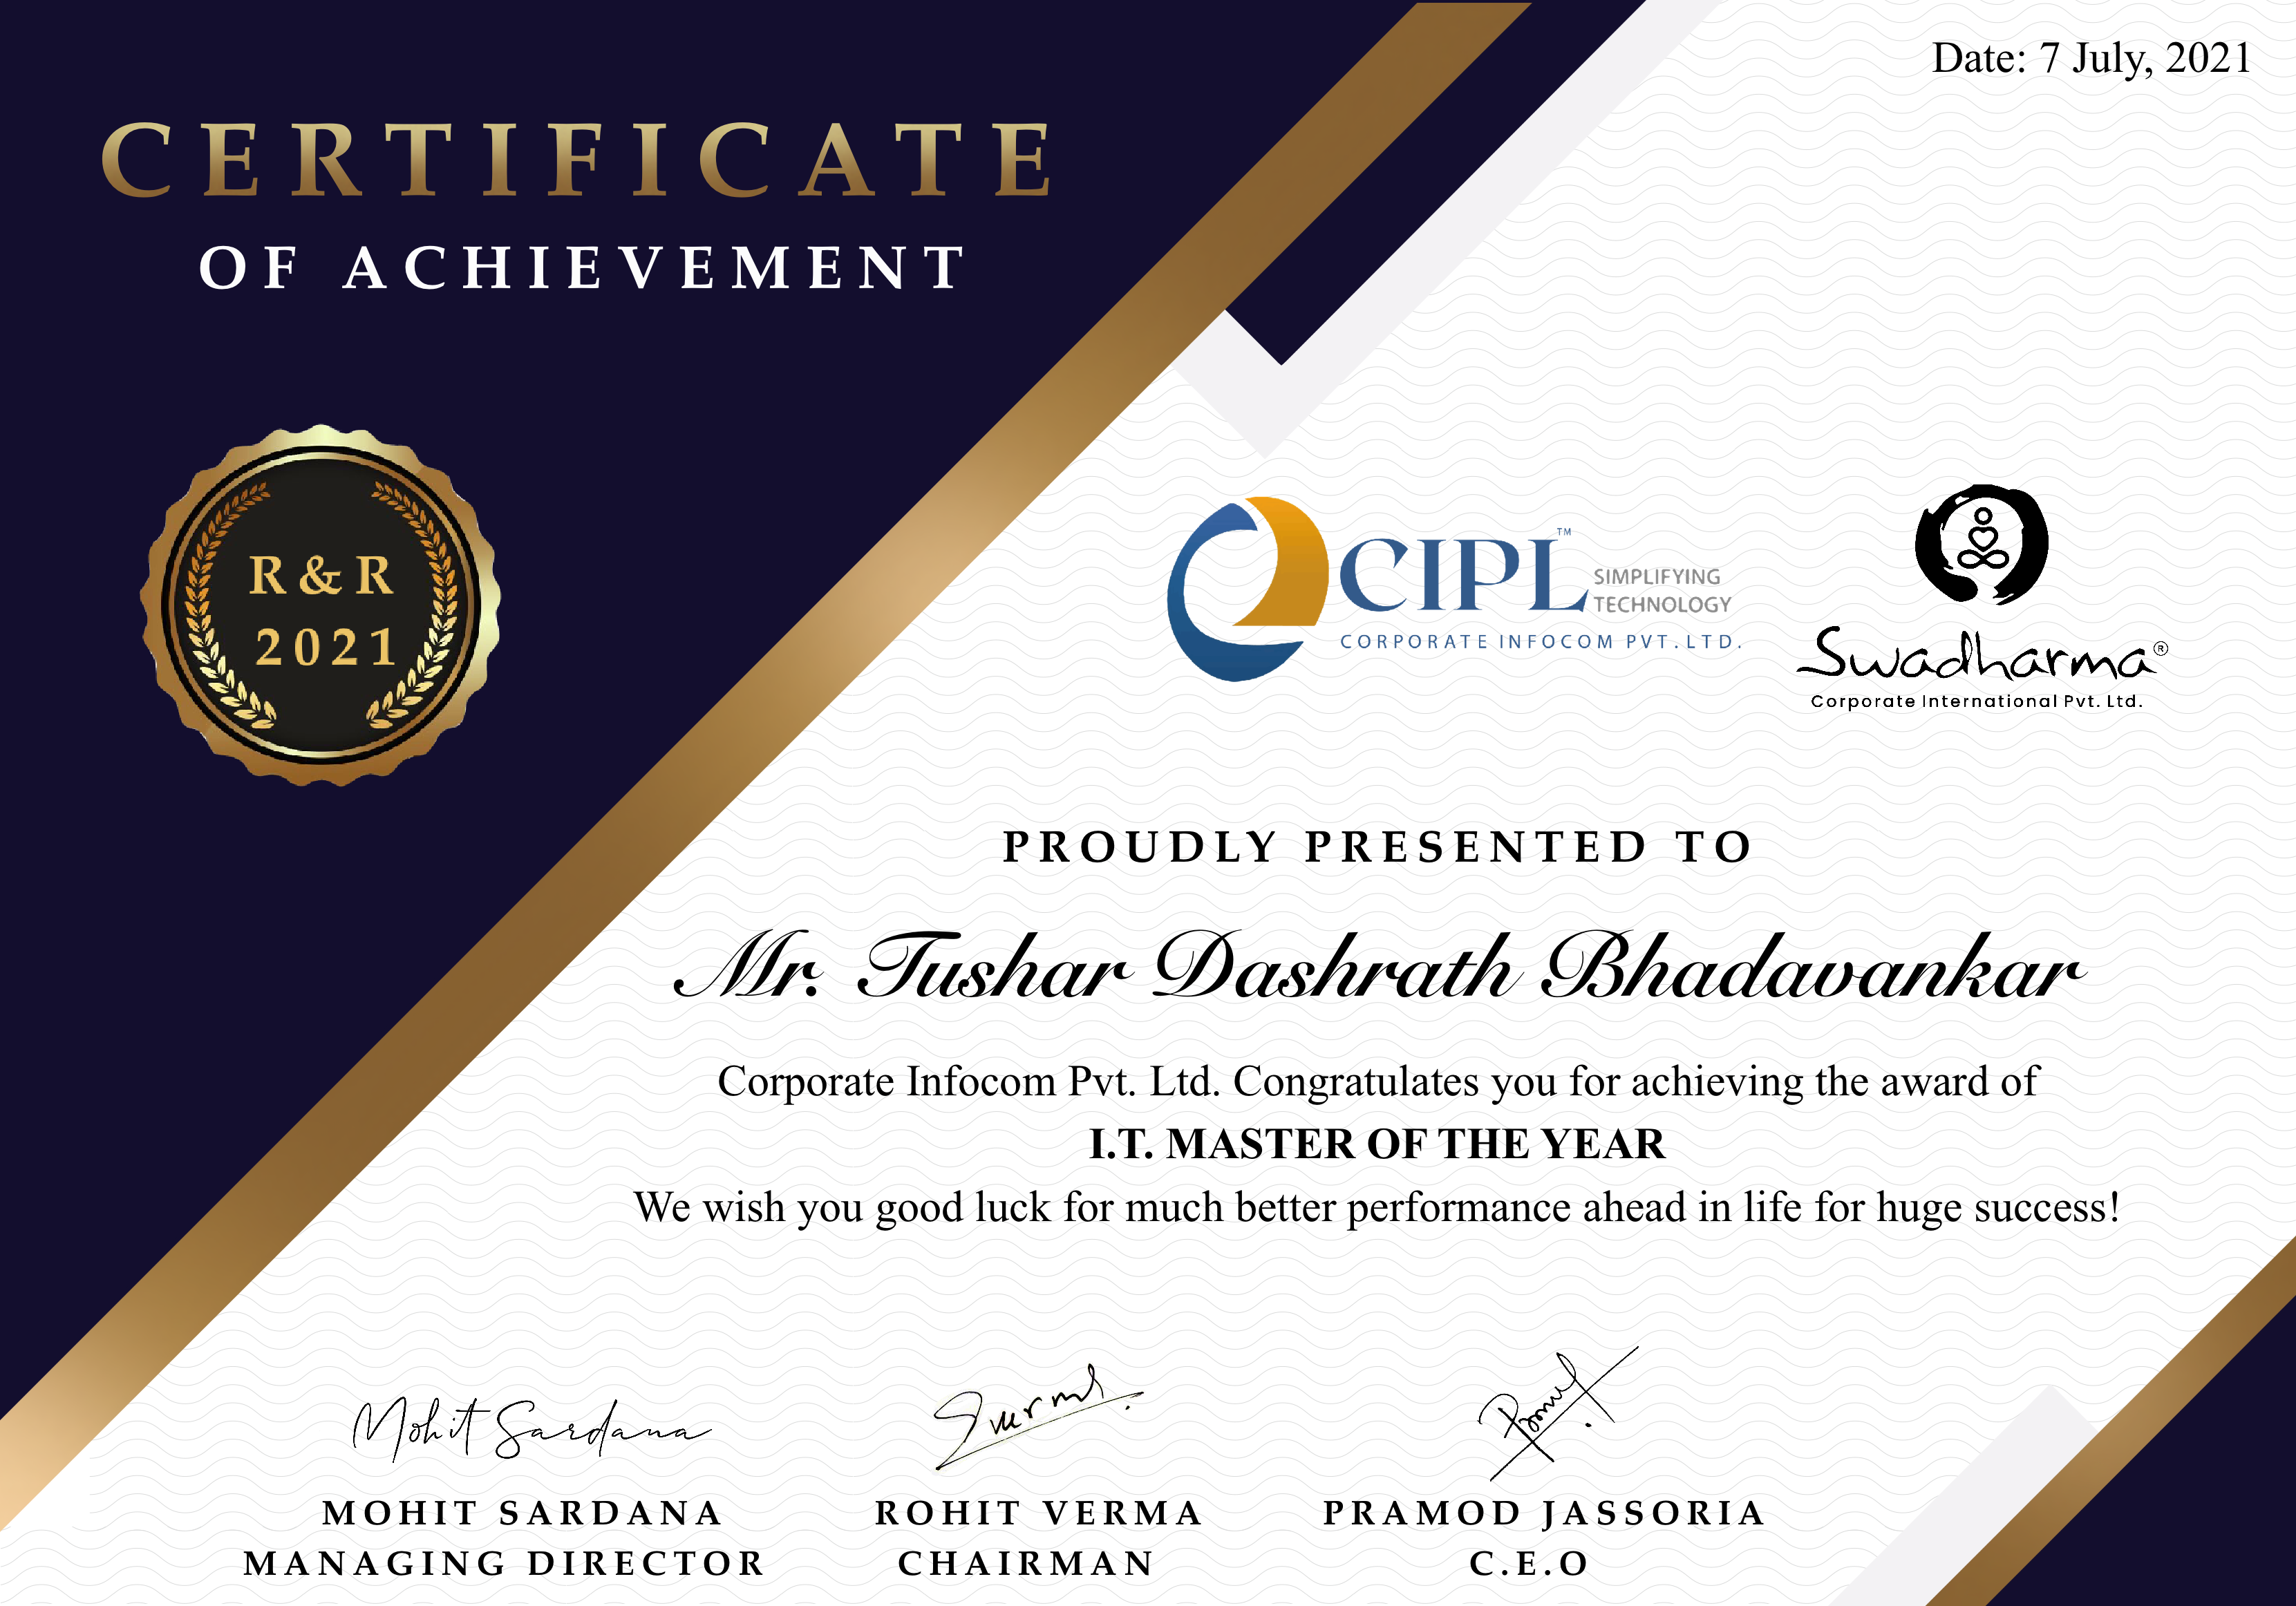 Date: 7 July, 2021
CERTIFICATE
OF ACHIEVEMENT
R & R
2021
CIPL™
SIMPLIFYING
TECHNOLOGY
CORPORATE INFOCOM PVT. LTD.
Swadharma®
Corporate International Pvt. Ltd.
PROUDLY PRESENTED TO
Mr. Tushar Dashrath Bhadavankar
Corporate Infocom Pvt. Ltd. Congratulates you for achieving the award of
I.T. MASTER OF THE YEAR
We wish you good luck for much better performance ahead in life for huge success!
Mohit Sardana
MOHIT SARDANA
MANAGING DIRECTOR
ROHIT VERMA
CHAIRMAN
PRAMOD JASSORIA
C.E.O